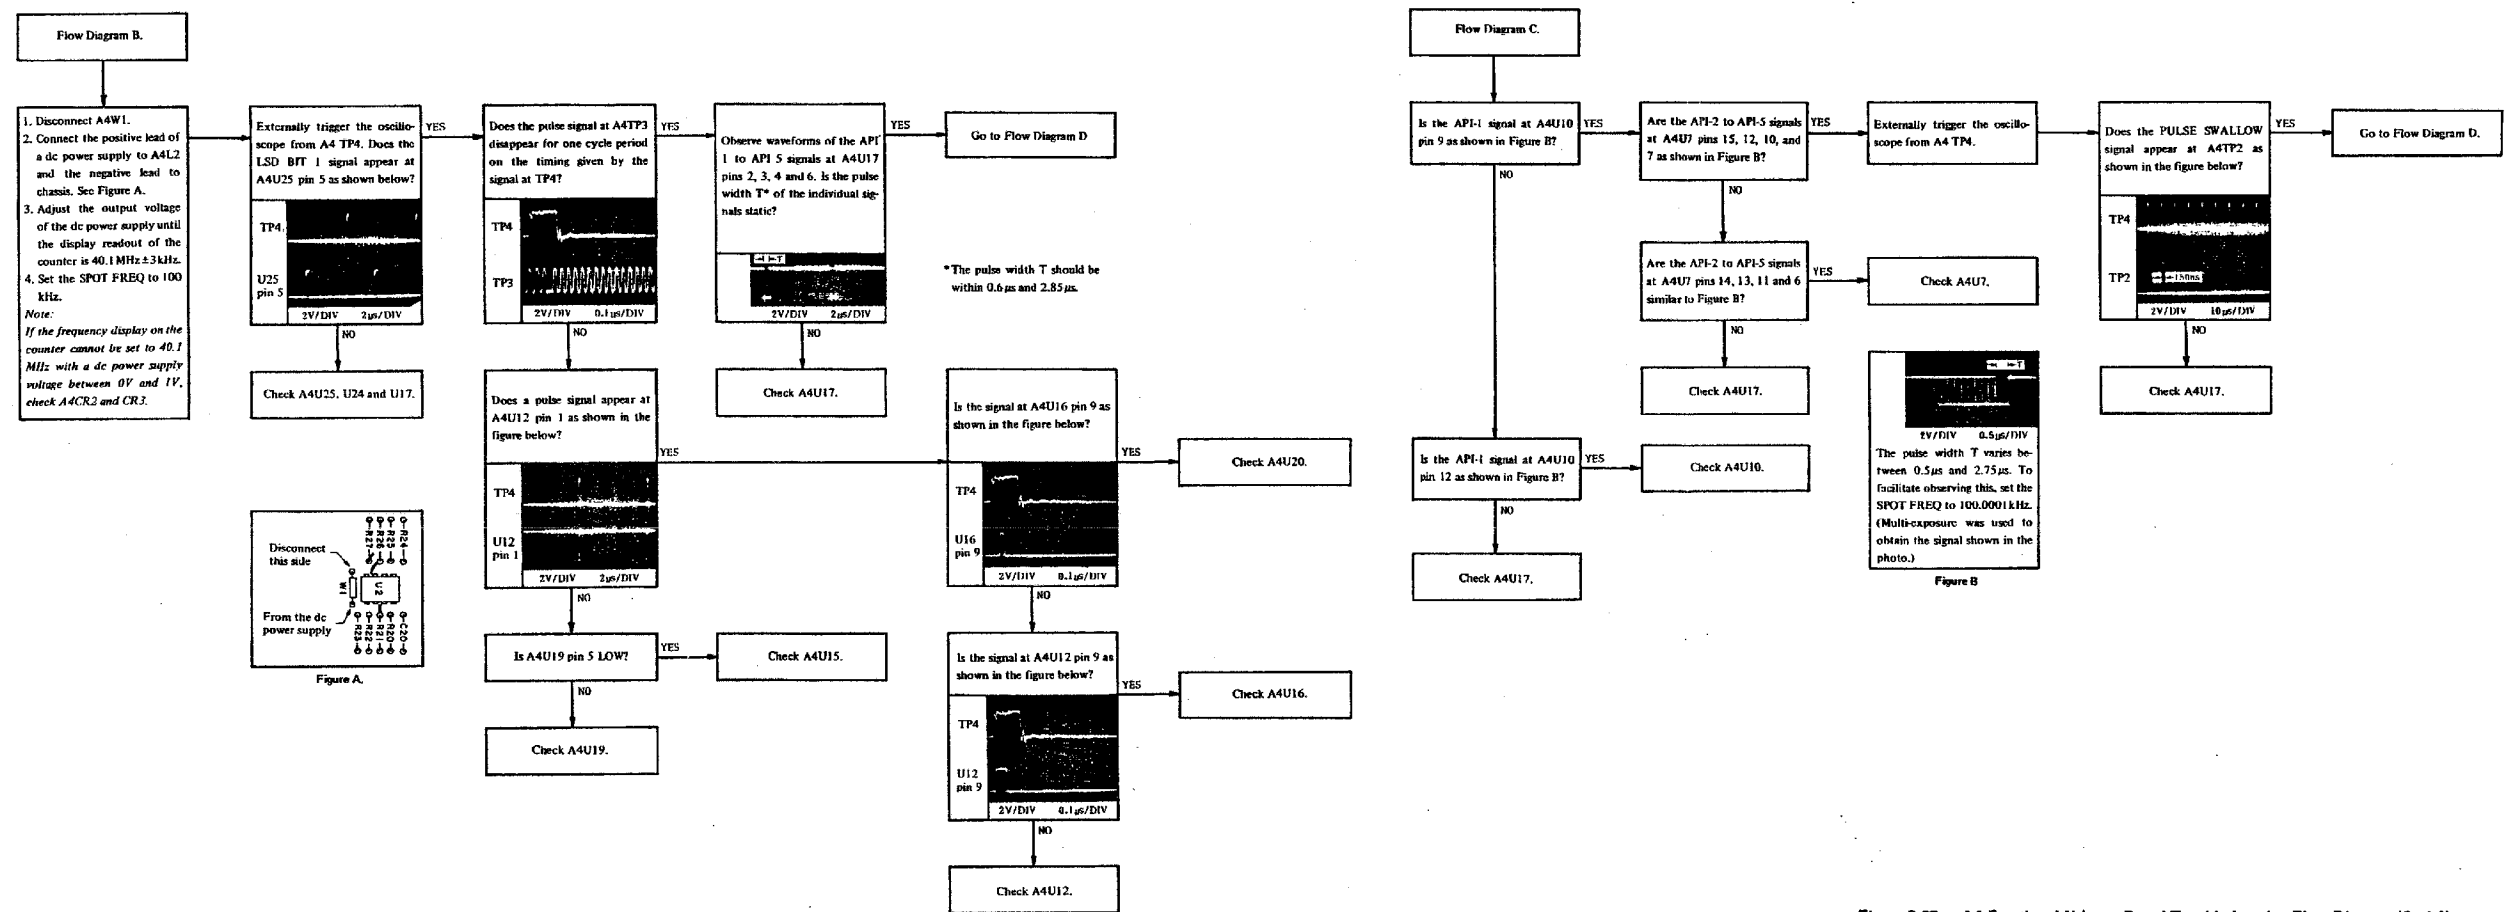 Flow Diagram B.
1. Disconnect A4W1.
2. Connect the positive lead of
a dc power supply to A4L2
and the negative lead to
chassis. See Figure A.
3. Adjust the output voltage
of the dc power supply until
the display readout of the
counter is 40.1MHz±3kHz.
4. Set the SPOT FREQ to 100
kHz.
Note:
If the frequency display on the
counter cannot be set to 40.1
MHz with a dc power supply
voltage between 0V and 1V,
check A4CR2 and CR3.
Externally trigger the oscillo-
scope from A4 TP4. Does the
LSD BIT 1 signal appear at
A4U25 pin 5 as shown below?
TP4
U25
pin 5
2V/DIV 2µs/DIV
YES
NO
Check A4U25, U24 and U17.
Disconnect
this side
From the dc
power supply
W1
U2
R27
R26
R25
R24
R23
R22
R21
R20
C20
Figure A.
Does the pulse signal at A4TP3
disappear for one cycle period
on the timing given by the
signal at TP4?
TP4
TP3
2V/DIV 0.1µs/DIV
YES
NO
Does a pulse signal appear at
A4U12 pin 1 as shown in the
figure below?
TP4
U12
pin 1
2V/DIV 2µs/DIV
YES
NO
Is A4U19 pin 5 LOW?
YES
Check A4U15.
NO
Check A4U19.
Observe waveforms of the API
1 to API 5 signals at A4U17
pins 2, 3, 4 and 6. Is the pulse
width T* of the individual sig-
nals static?
T
2V/DIV 2µs/DIV
YES
Go to Flow Diagram D
NO
Check A4U17.
*The pulse width T should be
within 0.6µs and 2.85µs.
Is the signal at A4U16 pin 9 as
shown in the figure below?
TP4
U16
pin 9
2V/DIV 0.1µs/DIV
YES
Check A4U20.
NO
Is the signal at A4U12 pin 9 as
shown in the figure below?
TP4
U12
pin 9
2V/DIV 0.1µs/DIV
YES
Check A4U16.
NO
Check A4U12.
Flow Diagram C.
Is the API-1 signal at A4U10
pin 9 as shown in Figure B?
YES
NO
Is the API-1 signal at A4U10
pin 12 as shown in Figure B?
YES
Check A4U10.
NO
Check A4U17.
Are the API-2 to API-5 signals
at A4U7 pins 15, 12, 10, and
7 as shown in Figure B?
YES
NO
Are the API-2 to API-5 signals
at A4U7 pins 14, 13, 11 and 6
similar to Figure B?
YES
Check A4U7.
NO
Check A4U17.
Externally trigger the oscillo-
scope from A4 TP4.
T
2V/DIV 0.5µs/DIV
The pulse width T varies be-
tween 0.5µs and 2.75µs. To
facilitate observing this, set the
SPOT FREQ to 100.0001kHz.
(Multi-exposure was used to
obtain the signal shown in the
photo.)
Figure B
Does the PULSE SWALLOW
signal appear at A4TP2 as
shown in the figure below?
TP4
TP2
150ns
2V/DIV 10µs/DIV
YES
Go to Flow Diagram D.
NO
Check A4U17.